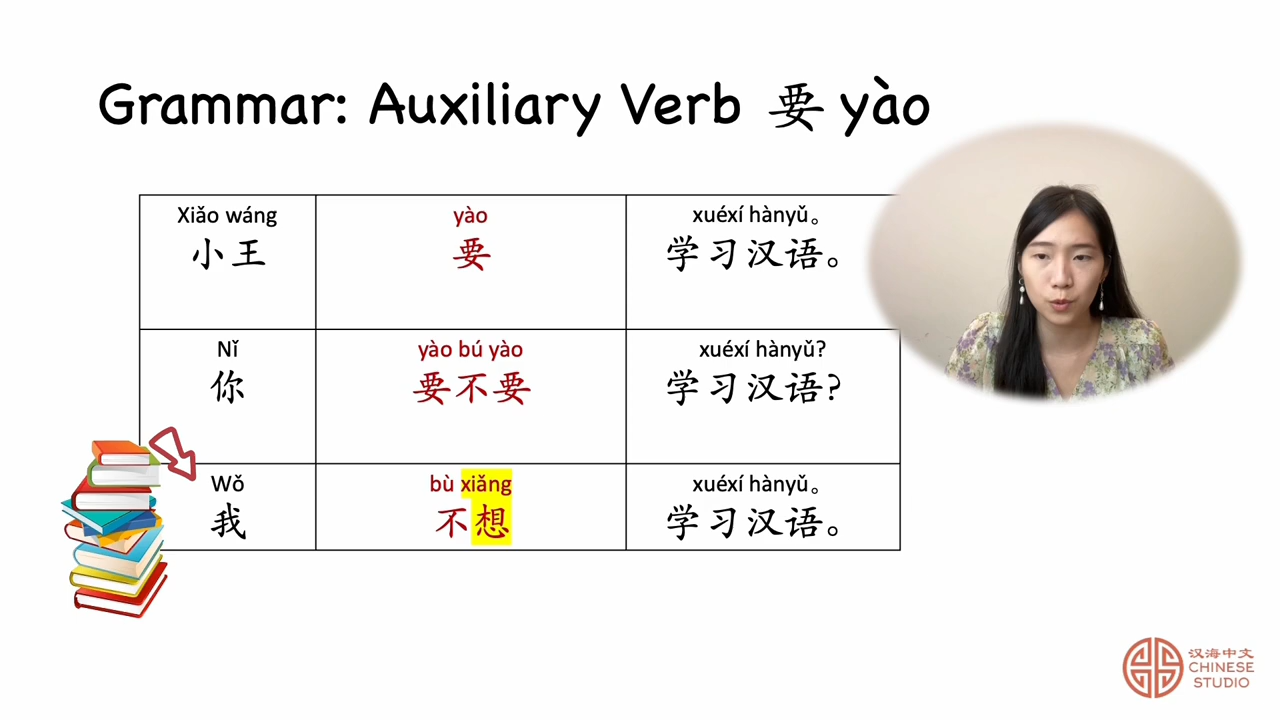 Grammar: Auxiliary Verb 要 yào
Xiǎo wáng
小王
yào
要
xuéxí hànyǔ。
学习汉语。
Nǐ
你
yào bú yào
要不要
xuéxí hànyǔ?
学习汉语?
Wǒ
我
bù xiǎng
不想
xuéxí hànyǔ。
学习汉语。
汉海中文
CHINESE
STUDIO